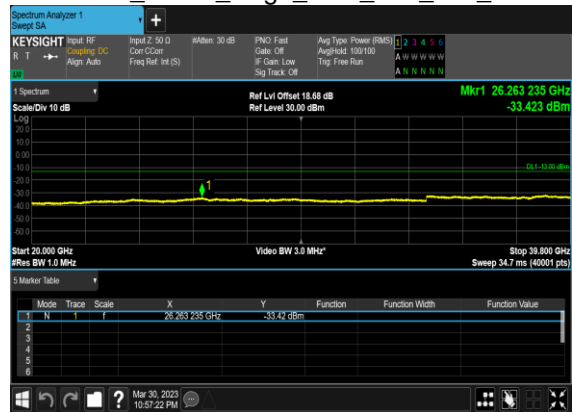 Spectrum Analyzer 1
Swept SA
+
KEYSIGHT Input: RF Input Z: 50 Ω #Atten: 30 dB PNO: Fast Avg Type: Power (RMS) 1 2 3 4 5 6
R T Coupling: DC Corr CCorr Gate: Off Avg|Hold: 100/100 A W W W W W
Align: Auto Freq Ref: Int (S) IF Gain: Low Trig: Free Run
LW Sig Track: Off A N N N N N
1 Spectrum Ref Lvl Offset 18.68 dB Mkr1 26.263 235 GHz
Scale/Div 10 dB Ref Level 30.00 dBm -33.423 dBm
Log
20.0
10.0
0.00
-10.0 DL1 -13.00 dBm
-20.0
-30.0 1
-40.0
-50.0
-60.0
Start 20.000 GHz Video BW 3.0 MHz* Stop 39.800 GHz
#Res BW 1.0 MHz Sweep 34.7 ms (40001 pts)
5 Marker Table
Mode Trace Scale X Y Function Function Width Function Value
1 N 1 f 26.263 235 GHz -33.42 dBm
2
3
4
5
6
? Mar 30, 2023
10:57:22 PM